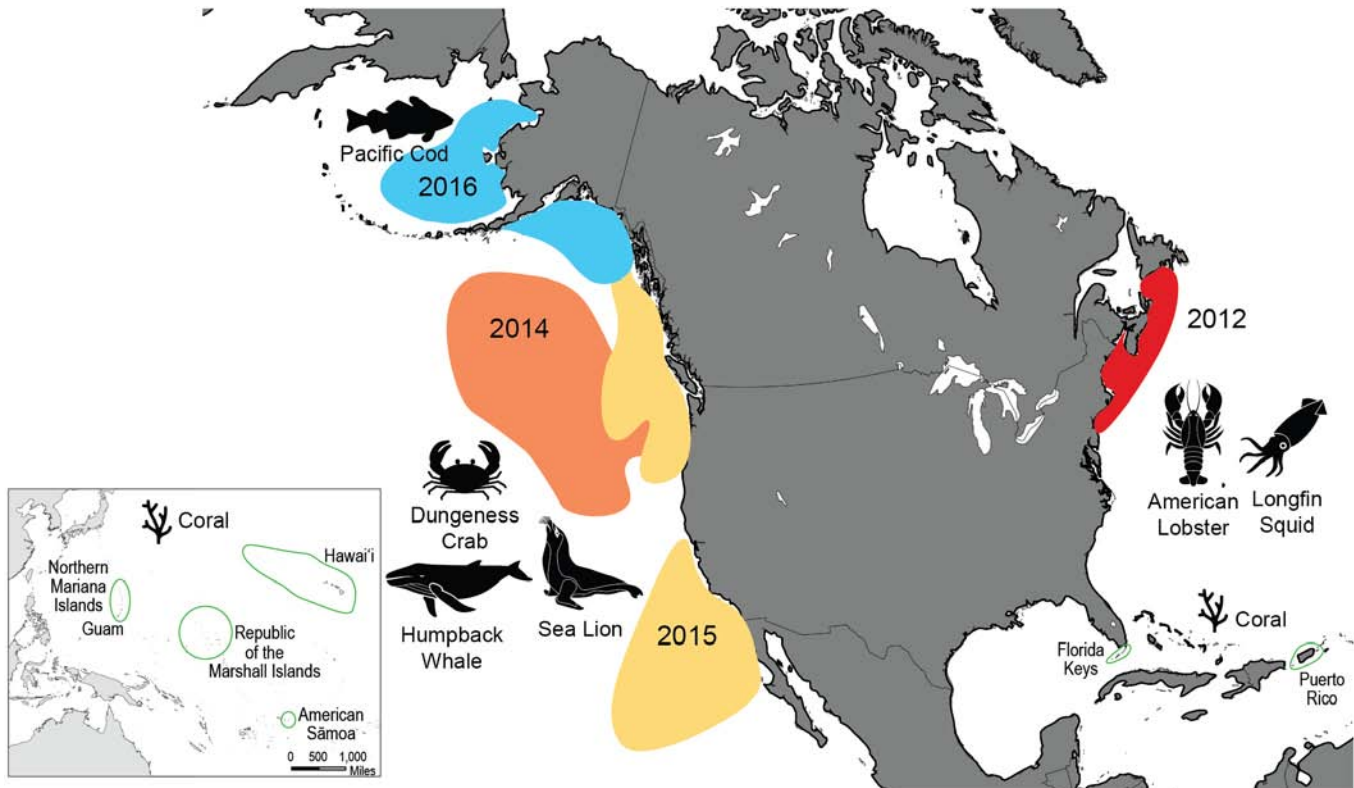 Pacific Cod
2016
2014
2012
Dungeness
Crab
American
Lobster
Longfin
Squid
Humpback
Whale
Sea Lion
2015
Coral
Florida
Keys
Puerto
Rico
Coral
Hawai‘i
Northern
Mariana
Islands
Guam
Republic
of the
Marshall Islands
American
Sāmoa
0 500 1,000
Miles